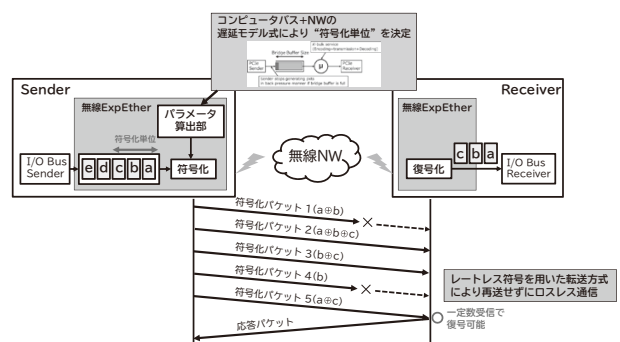 コンピュータバス+NWの
遅延モデル式により“符号化単位”を決定
Bridge Buffer Size
PCIe
Sender
μ
PCIe
Receiver
Sender
Receiver
無線ExpEther
パラメータ
算出部
符号化単位
I/O Bus
Sender
e d c b a
符号化
無線NW
無線ExpEther
復号化
c b a
I/O Bus
Receiver
符号化パケット 1(a⊕b)
符号化パケット 2(a⊕b⊕c)
符号化パケット 3(b⊕c)
符号化パケット 4(b)
符号化パケット 5(a⊕c)
応答パケット
レートレス符号を用いた転送方式
により再送せずにロスレス通信
一定数受信で
復号可能